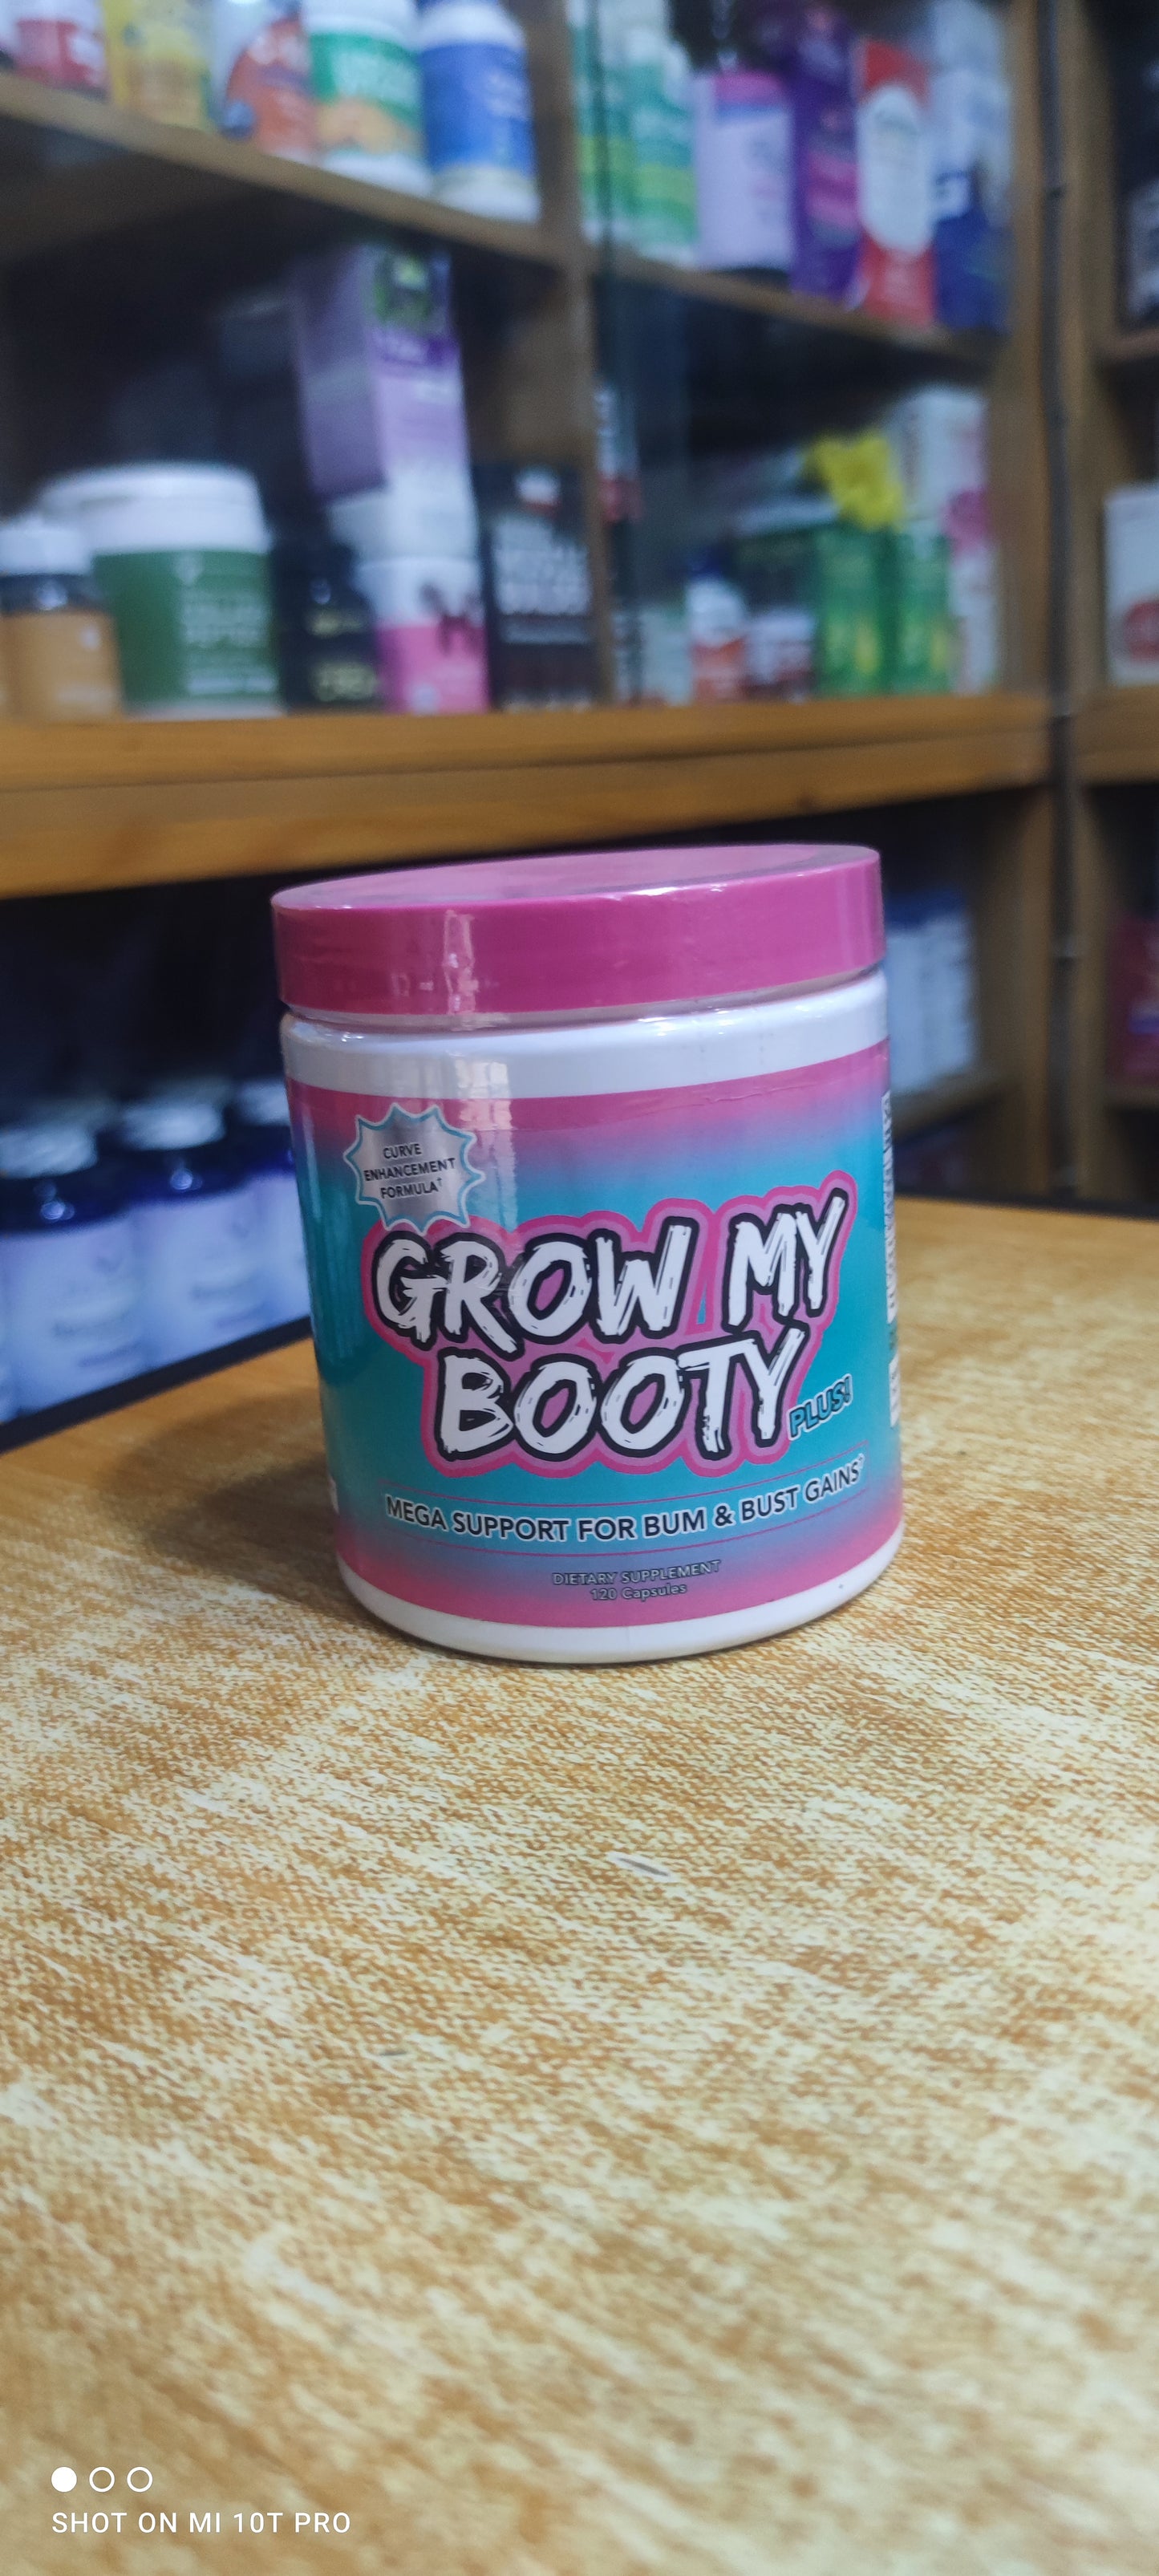 CURVE
ENHANCEMENT
FORMULA†
GROW MY
BOOTY
PLUS!
MEGA SUPPORT FOR BUM & BUST GAINS†
DIETARY SUPPLEMENT
120 Capsules
SHOT ON MI 10T PRO